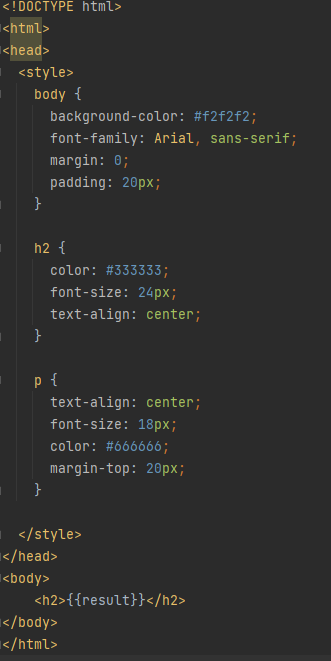 <!DOCTYPE html>
<html>
<head>
  <style>
    body {
      background-color: #f2f2f2;
      font-family: Arial, sans-serif;
      margin: 0;
      padding: 20px;
    }

    h2 {
      color: #333333;
      font-size: 24px;
      text-align: center;
    }

    p {
      text-align: center;
      font-size: 18px;
      color: #666666;
      margin-top: 20px;
    }

  </style>
</head>
<body>
    <h2>{{result}}</h2>
</body>
</html>